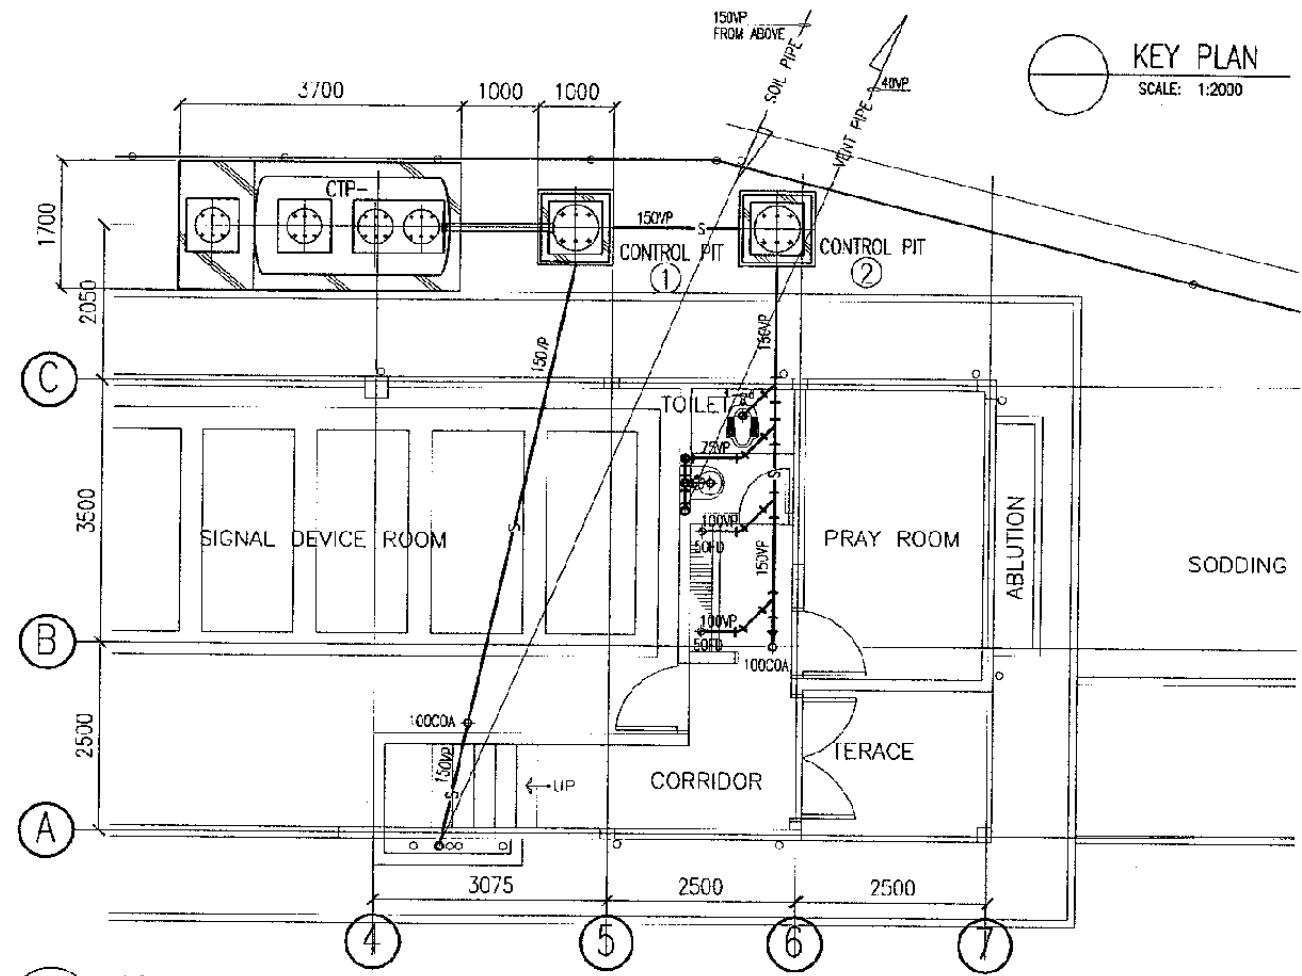 150VP
FROM ABOVE
SOIL PIPE
VENT PIPE
40VP
KEY PLAN
SCALE: 1:2000
3700
1000
1000
1700
2050
CTP-
150VP
S
CONTROL PIT
1
CONTROL PIT
2
150VP
150VP
C
TOILET
75VP
S
3500
SIGNAL DEVICE ROOM
S
100VP
50FD
150VP
PRAY ROOM
ABLUTION
SODDING
B
100VP
50FD
100COA
2500
100COA
150VP
S
UP
CORRIDOR
TERACE
A
3075
2500
2500
4
5
6
7